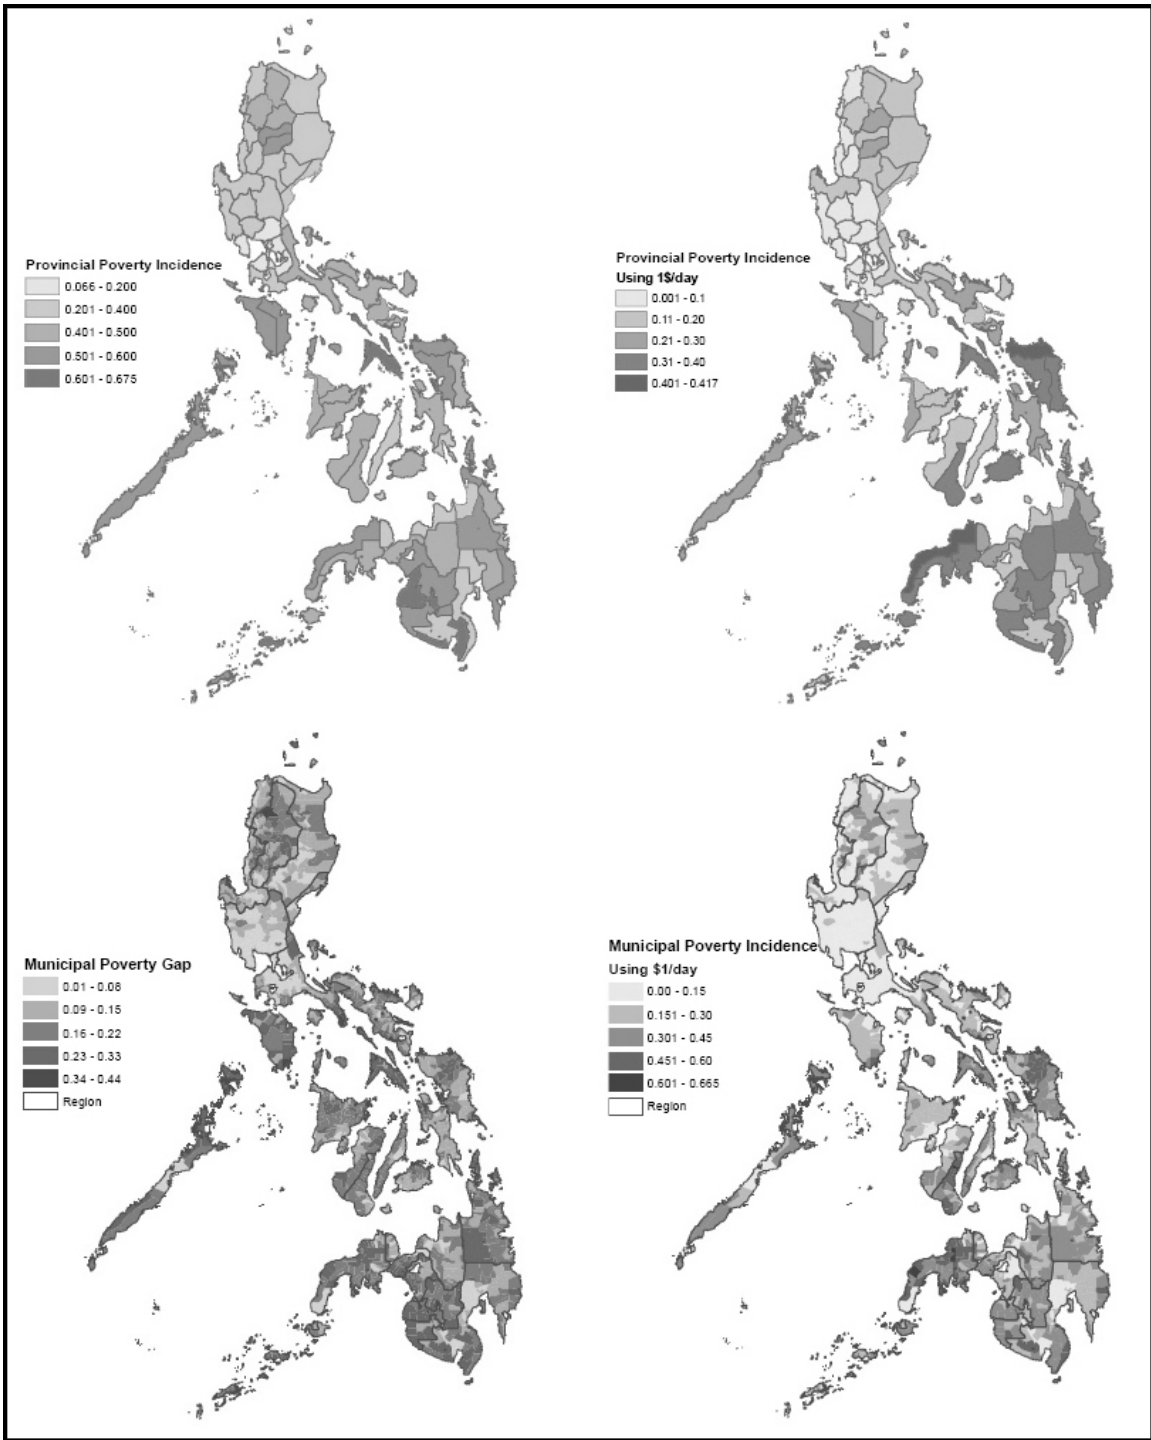 Provincial Poverty Incidence
0.066 - 0.200
0.201 - 0.400
0.401 - 0.500
0.501 - 0.600
0.601 - 0.675
Provincial Poverty Incidence
Using 1$/day
0.001 - 0.1
0.11 - 0.20
0.21 - 0.30
0.31 - 0.40
0.401 - 0.417
Municipal Poverty Gap
0.01 - 0.08
0.09 - 0.15
0.16 - 0.22
0.23 - 0.33
0.34 - 0.44
Region
Municipal Poverty Incidence
Using $1/day
0.00 - 0.15
0.151 - 0.30
0.301 - 0.45
0.451 - 0.60
0.601 - 0.665
Region